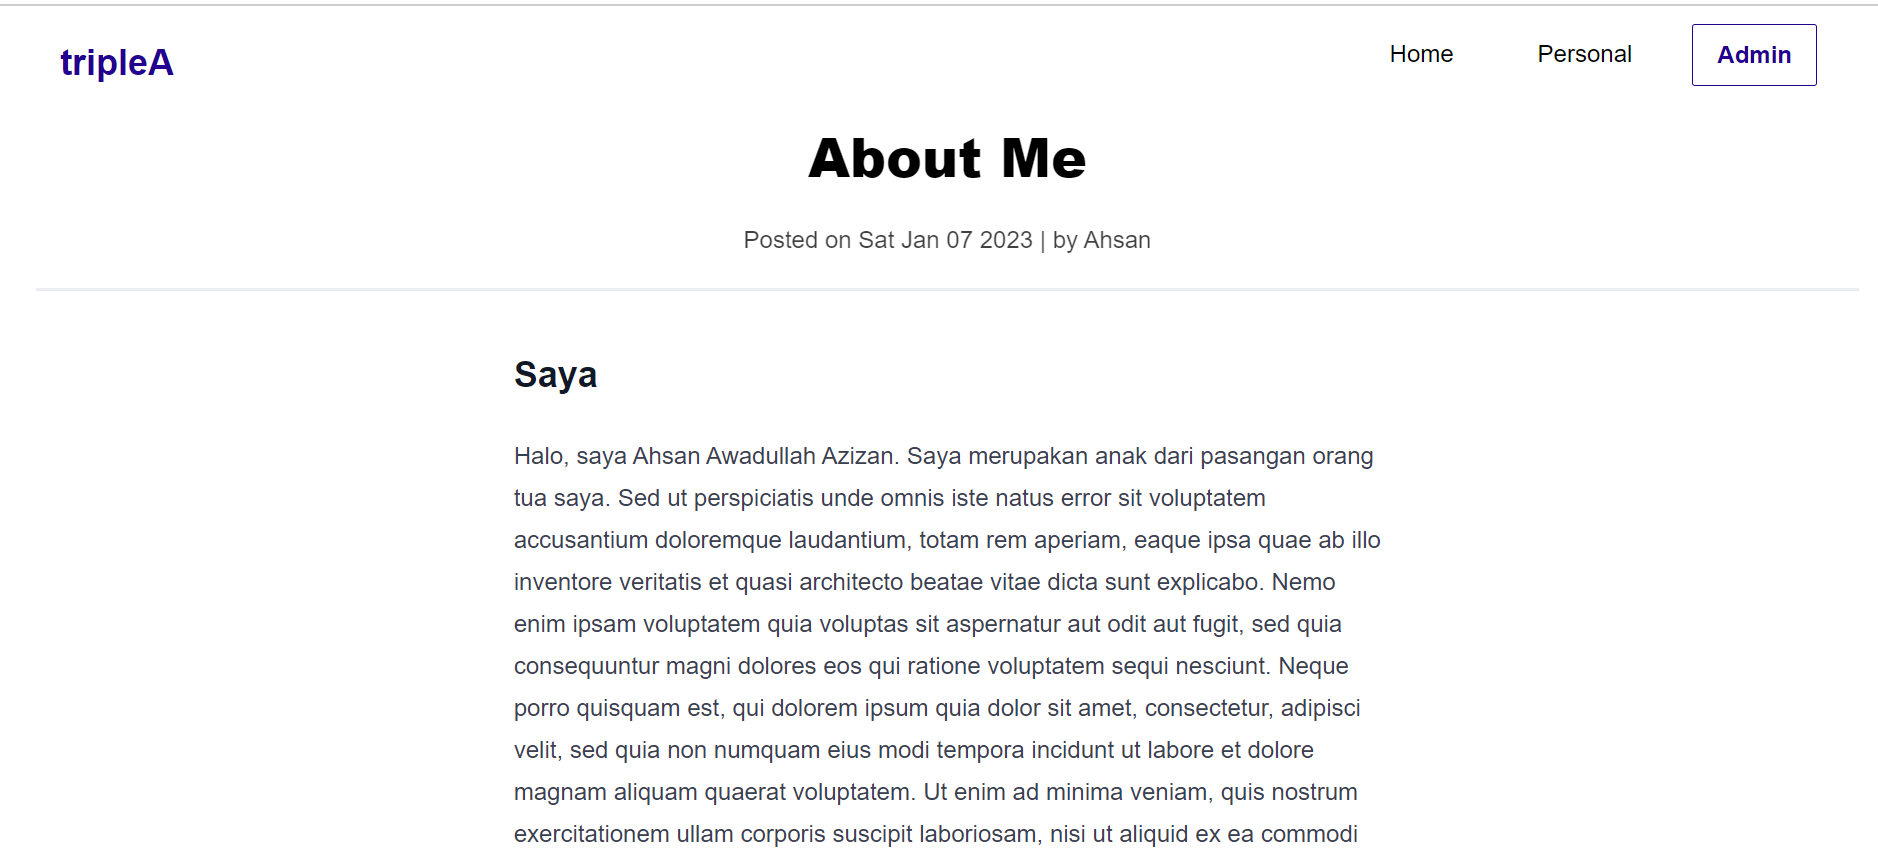 tripleA
Home
Personal
Admin
About Me
Posted on Sat Jan 07 2023 | by Ahsan
Saya
Halo, saya Ahsan Awadullah Azizan. Saya merupakan anak dari pasangan orang
tua saya. Sed ut perspiciatis unde omnis iste natus error sit voluptatem
accusantium doloremque laudantium, totam rem aperiam, eaque ipsa quae ab illo
inventore veritatis et quasi architecto beatae vitae dicta sunt explicabo. Nemo
enim ipsam voluptatem quia voluptas sit aspernatur aut odit aut fugit, sed quia
consequuntur magni dolores eos qui ratione voluptatem sequi nesciunt. Neque
porro quisquam est, qui dolorem ipsum quia dolor sit amet, consectetur, adipisci
velit, sed quia non numquam eius modi tempora incidunt ut labore et dolore
magnam aliquam quaerat voluptatem. Ut enim ad minima veniam, quis nostrum
exercitationem ullam corporis suscipit laboriosam, nisi ut aliquid ex ea commodi